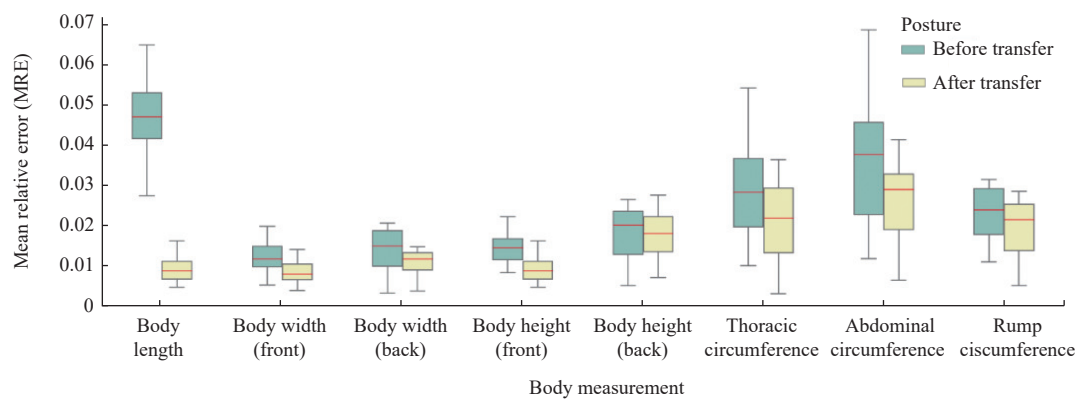 Mean relative error (MRE)
0.07
0.06
0.05
0.04
0.03
0.02
0.01
0
Posture
Before transfer
After transfer
Body
length
Body width
(front)
Body width
(back)
Body height
(front)
Body height
(back)
Thoracic
circumference
Abdominal
circumference
Rump
ciscumference
Body measurement